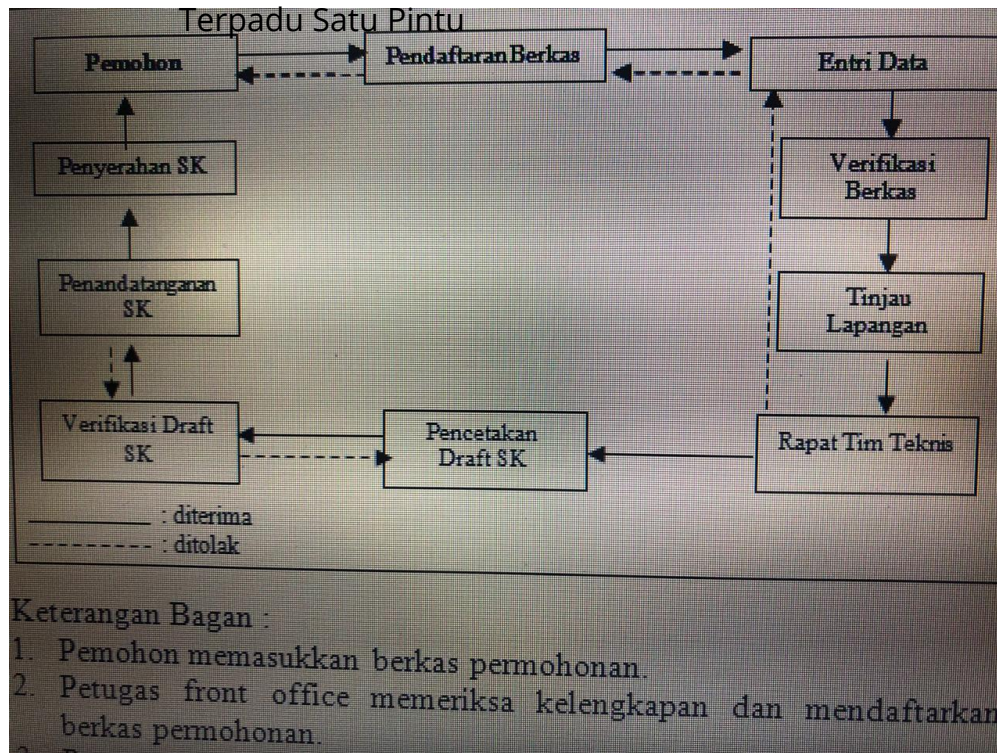 Terpadu Satu Pintu
Pemohon
Pendaftaran Berkas
Entri Data
Penyerahan SK
Verifikasi
Berkas
Penandatanganan
SK
Tinjau
Lapangan
Verifikasi Draft
SK
Pencetakan
Draft SK
Rapat Tim Teknis
: diterima
: ditolak
Keterangan Bagan :
1. Pemohon memasukkan berkas permohonan.
2. Petugas front office memeriksa kelengkapan dan mendaftarkan
berkas permohonan.